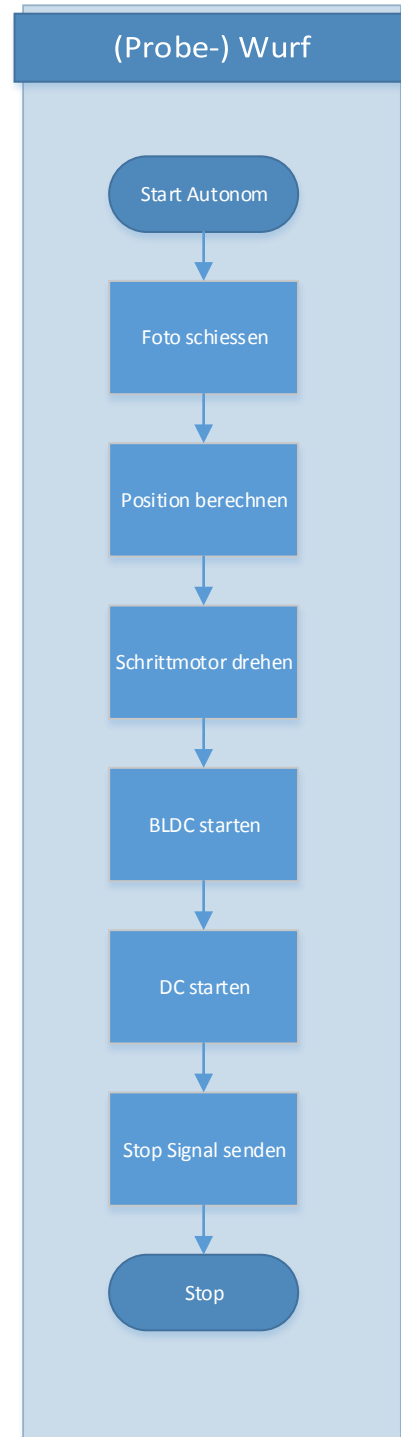 (Probe-) Wurf
Start Autonom
Foto schiessen
Position berechnen
Schrittmotor drehen
BLDC starten
DC starten
Stop Signal senden
Stop